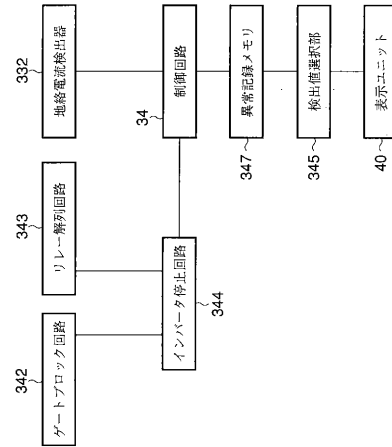 332
地絡電流検出器
343
リレー解列回路
342
ゲートブロック回路
34
制御回路
344
インバータ停止回路
347
異常記録メモリ
345
検出値選択部
40
表示ユニット